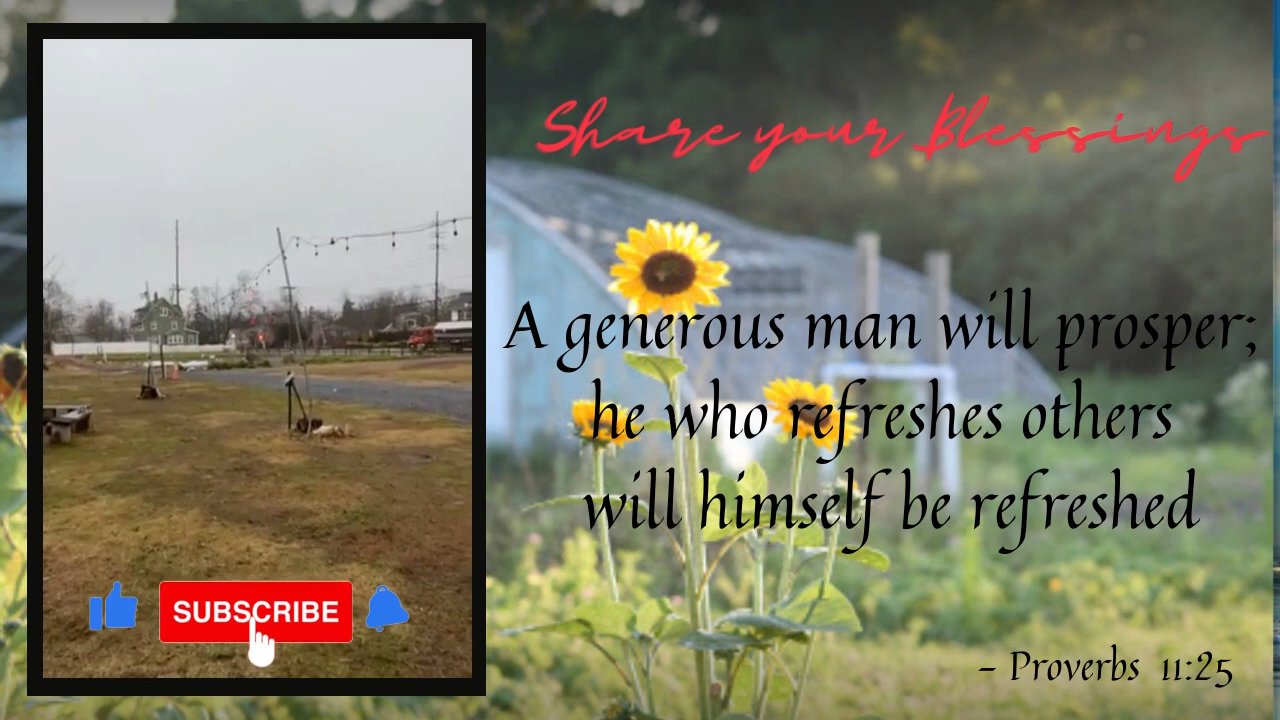 Share your Blessings
A generous man will prosper;
he who refreshes others
will himself be refreshed
- Proverbs 11:25
SUBSCRIBE